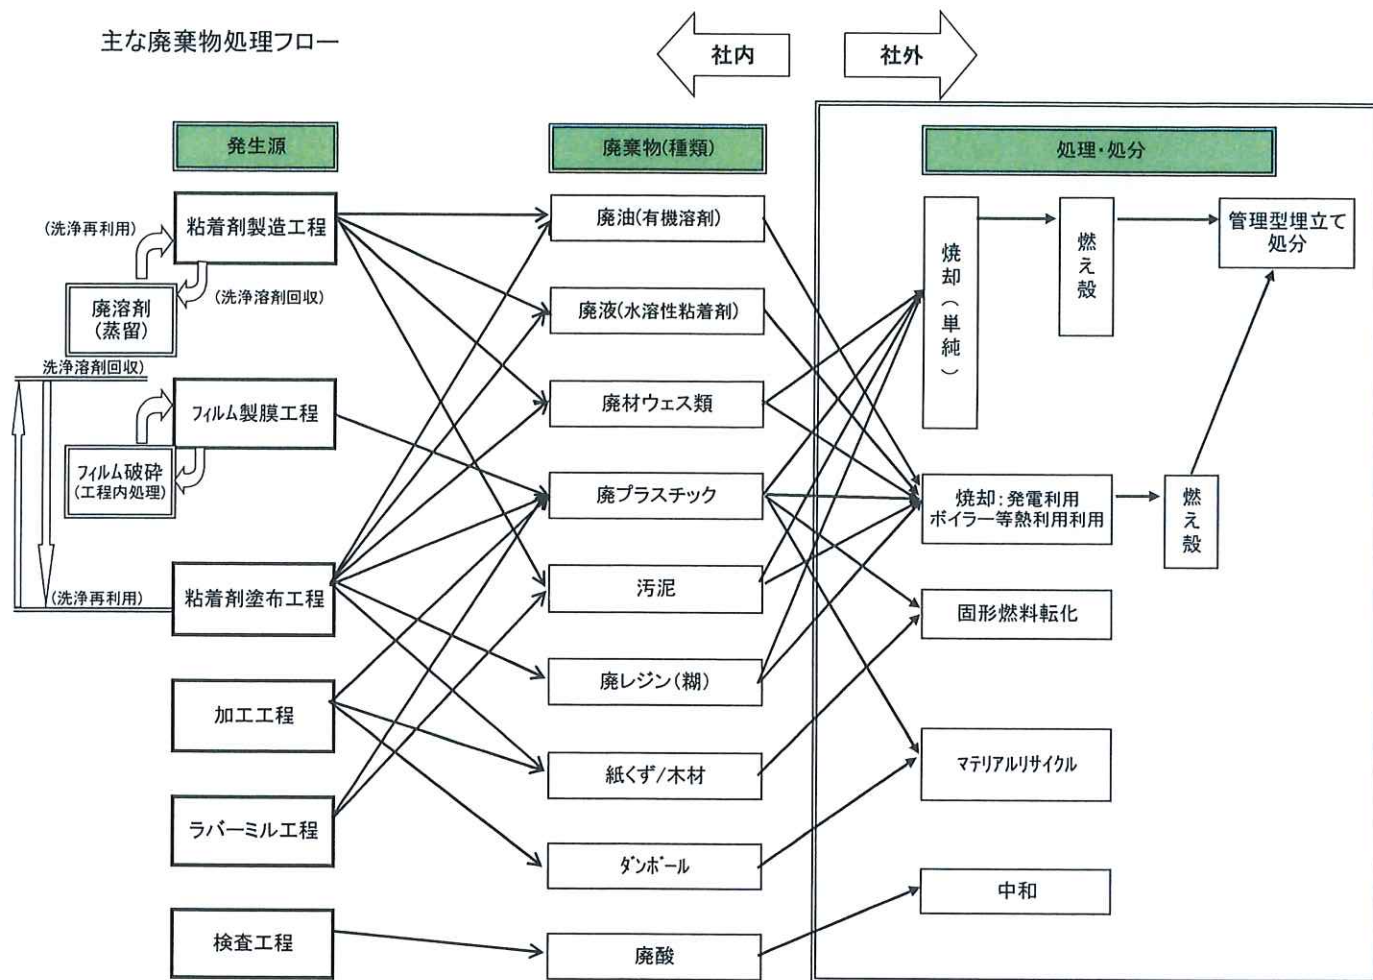 主な廃棄物処理フロー
社内
社外
発生源
廃棄物(種類)
処理・処分
粘着剤製造工程
(洗浄再利用)
(洗浄溶剤回収)
廃溶剤
(蒸留)
洗浄溶剤回収)
フィルム製膜工程
フィルム破砕
(工程内処理)
粘着剤塗布工程
(洗浄再利用)
加工工程
ラバーミル工程
検査工程
廃油(有機溶剤)
廃液(水溶性粘着剤)
廃材ウェス類
廃プラスチック
汚泥
廃レジン(糊)
紙くず/木材
ダンボール
廃酸
焼却(単純)
燃え殻
管理型埋立て
処分
焼却:発電利用
ボイラー等熱利用利用
燃え殻
固形燃料転化
マテリアルリサイクル
中和